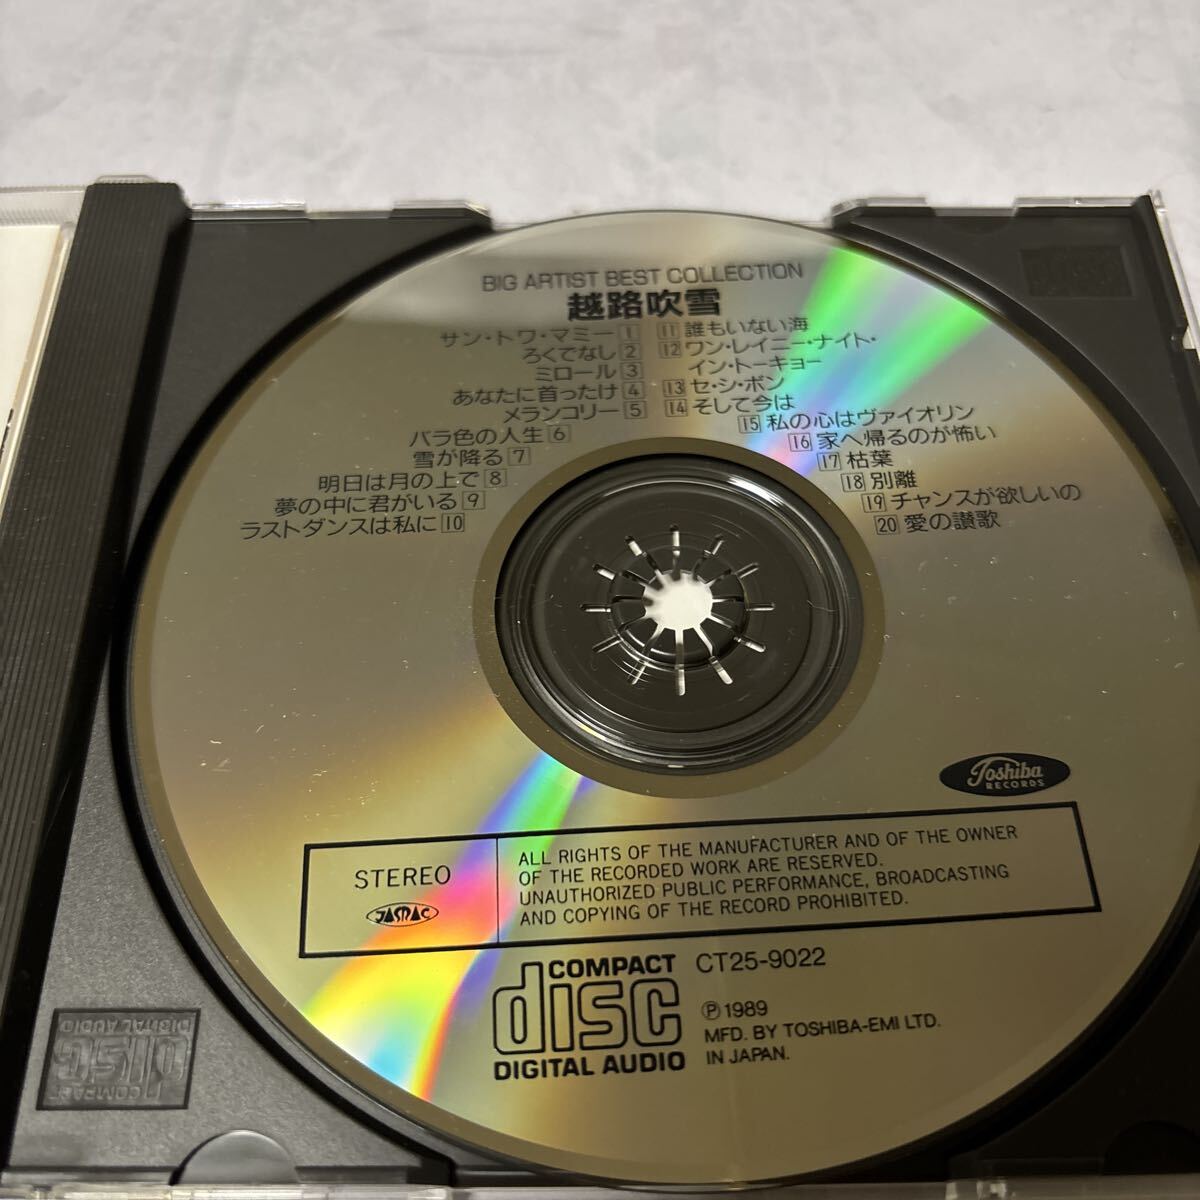 BIG ARTIST BEST COLLECTION
越路吹雪
サン・トワ・マミー 1
ろくでなし 2
ミロール 3
あなたに首ったけ 4
メランコリー 5
バラ色の人生 6
雪が降る 7
明日は月の上で 8
夢の中に君がいる 9
ラストダンスは私に 10
11 誰もいない海
12 ワン・レイニー・ナイト・
イン・トーキョー
13 セ・シ・ボン
14 そして今は
15 私の心はヴァイオリン
16 家へ帰るのが怖い
17 枯葉
18 別離
19 チャンスが欲しいの
20 愛の讃歌
Toshiba
RECORDS
STEREO
JASRAC
ALL RIGHTS OF THE MANUFACTURER AND OF THE OWNER
OF THE RECORDED WORK ARE RESERVED.
UNAUTHORIZED PUBLIC PERFORMANCE, BROADCASTING
AND COPYING OF THE RECORD PROHIBITED.
COMPACT
disc
DIGITAL AUDIO
CT25-9022
Ⓟ1989
MFD. BY TOSHIBA-EMI LTD.
IN JAPAN.
COMPACT
disc
DIGITAL AUDIO